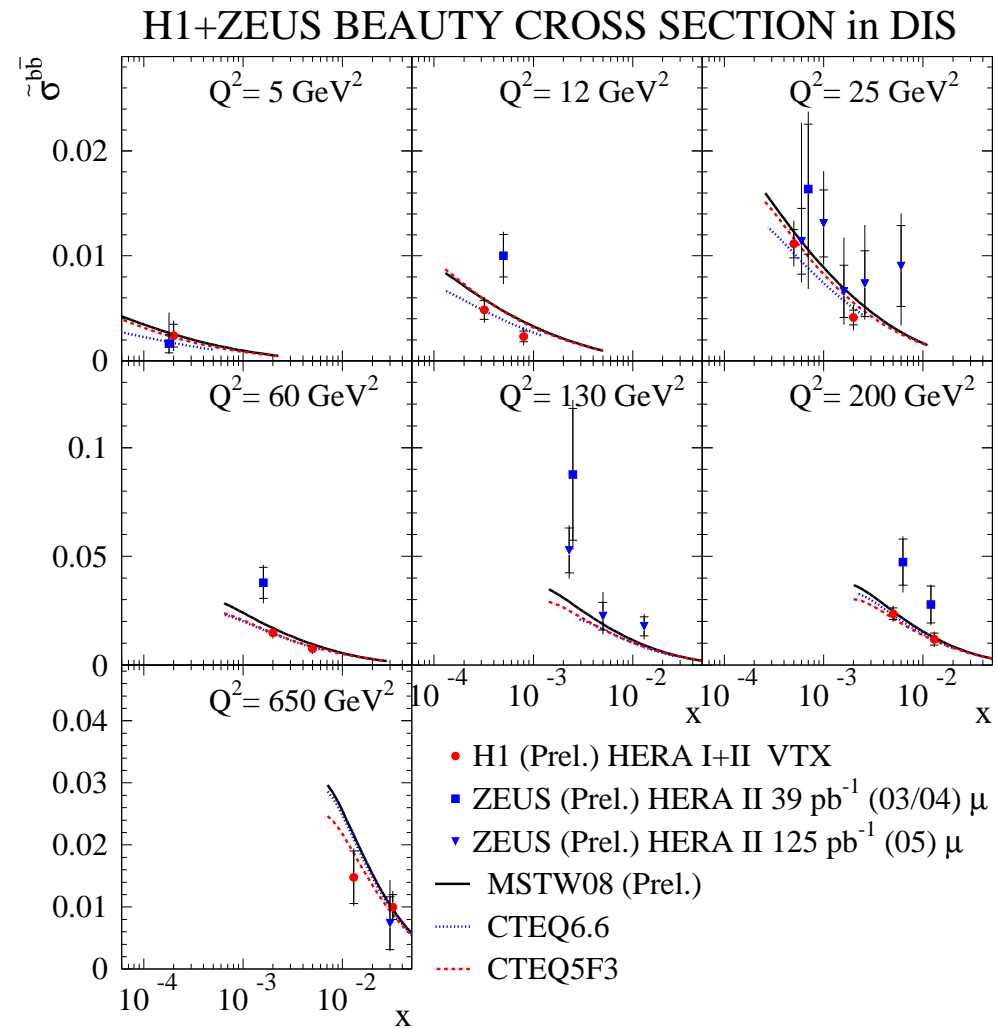 H1+ZEUS BEAUTY CROSS SECTION in DIS
σ̃^{bb̄}
Q²= 5 GeV²
Q²= 12 GeV²
Q²= 25 GeV²
0.02
0.01
0
Q²= 60 GeV²
Q²= 130 GeV²
Q²= 200 GeV²
0.1
0.05
0
10⁻⁴ 10⁻³ 10⁻² x
10⁻⁴ 10⁻³ 10⁻² x
Q²= 650 GeV²
0.04
0.03
0.02
0.01
0
10⁻⁴ 10⁻³ 10⁻² x
H1 (Prel.) HERA I+II VTX
ZEUS (Prel.) HERA II 39 pb⁻¹ (03/04) μ
ZEUS (Prel.) HERA II 125 pb⁻¹ (05) μ
MSTW08 (Prel.)
CTEQ6.6
CTEQ5F3